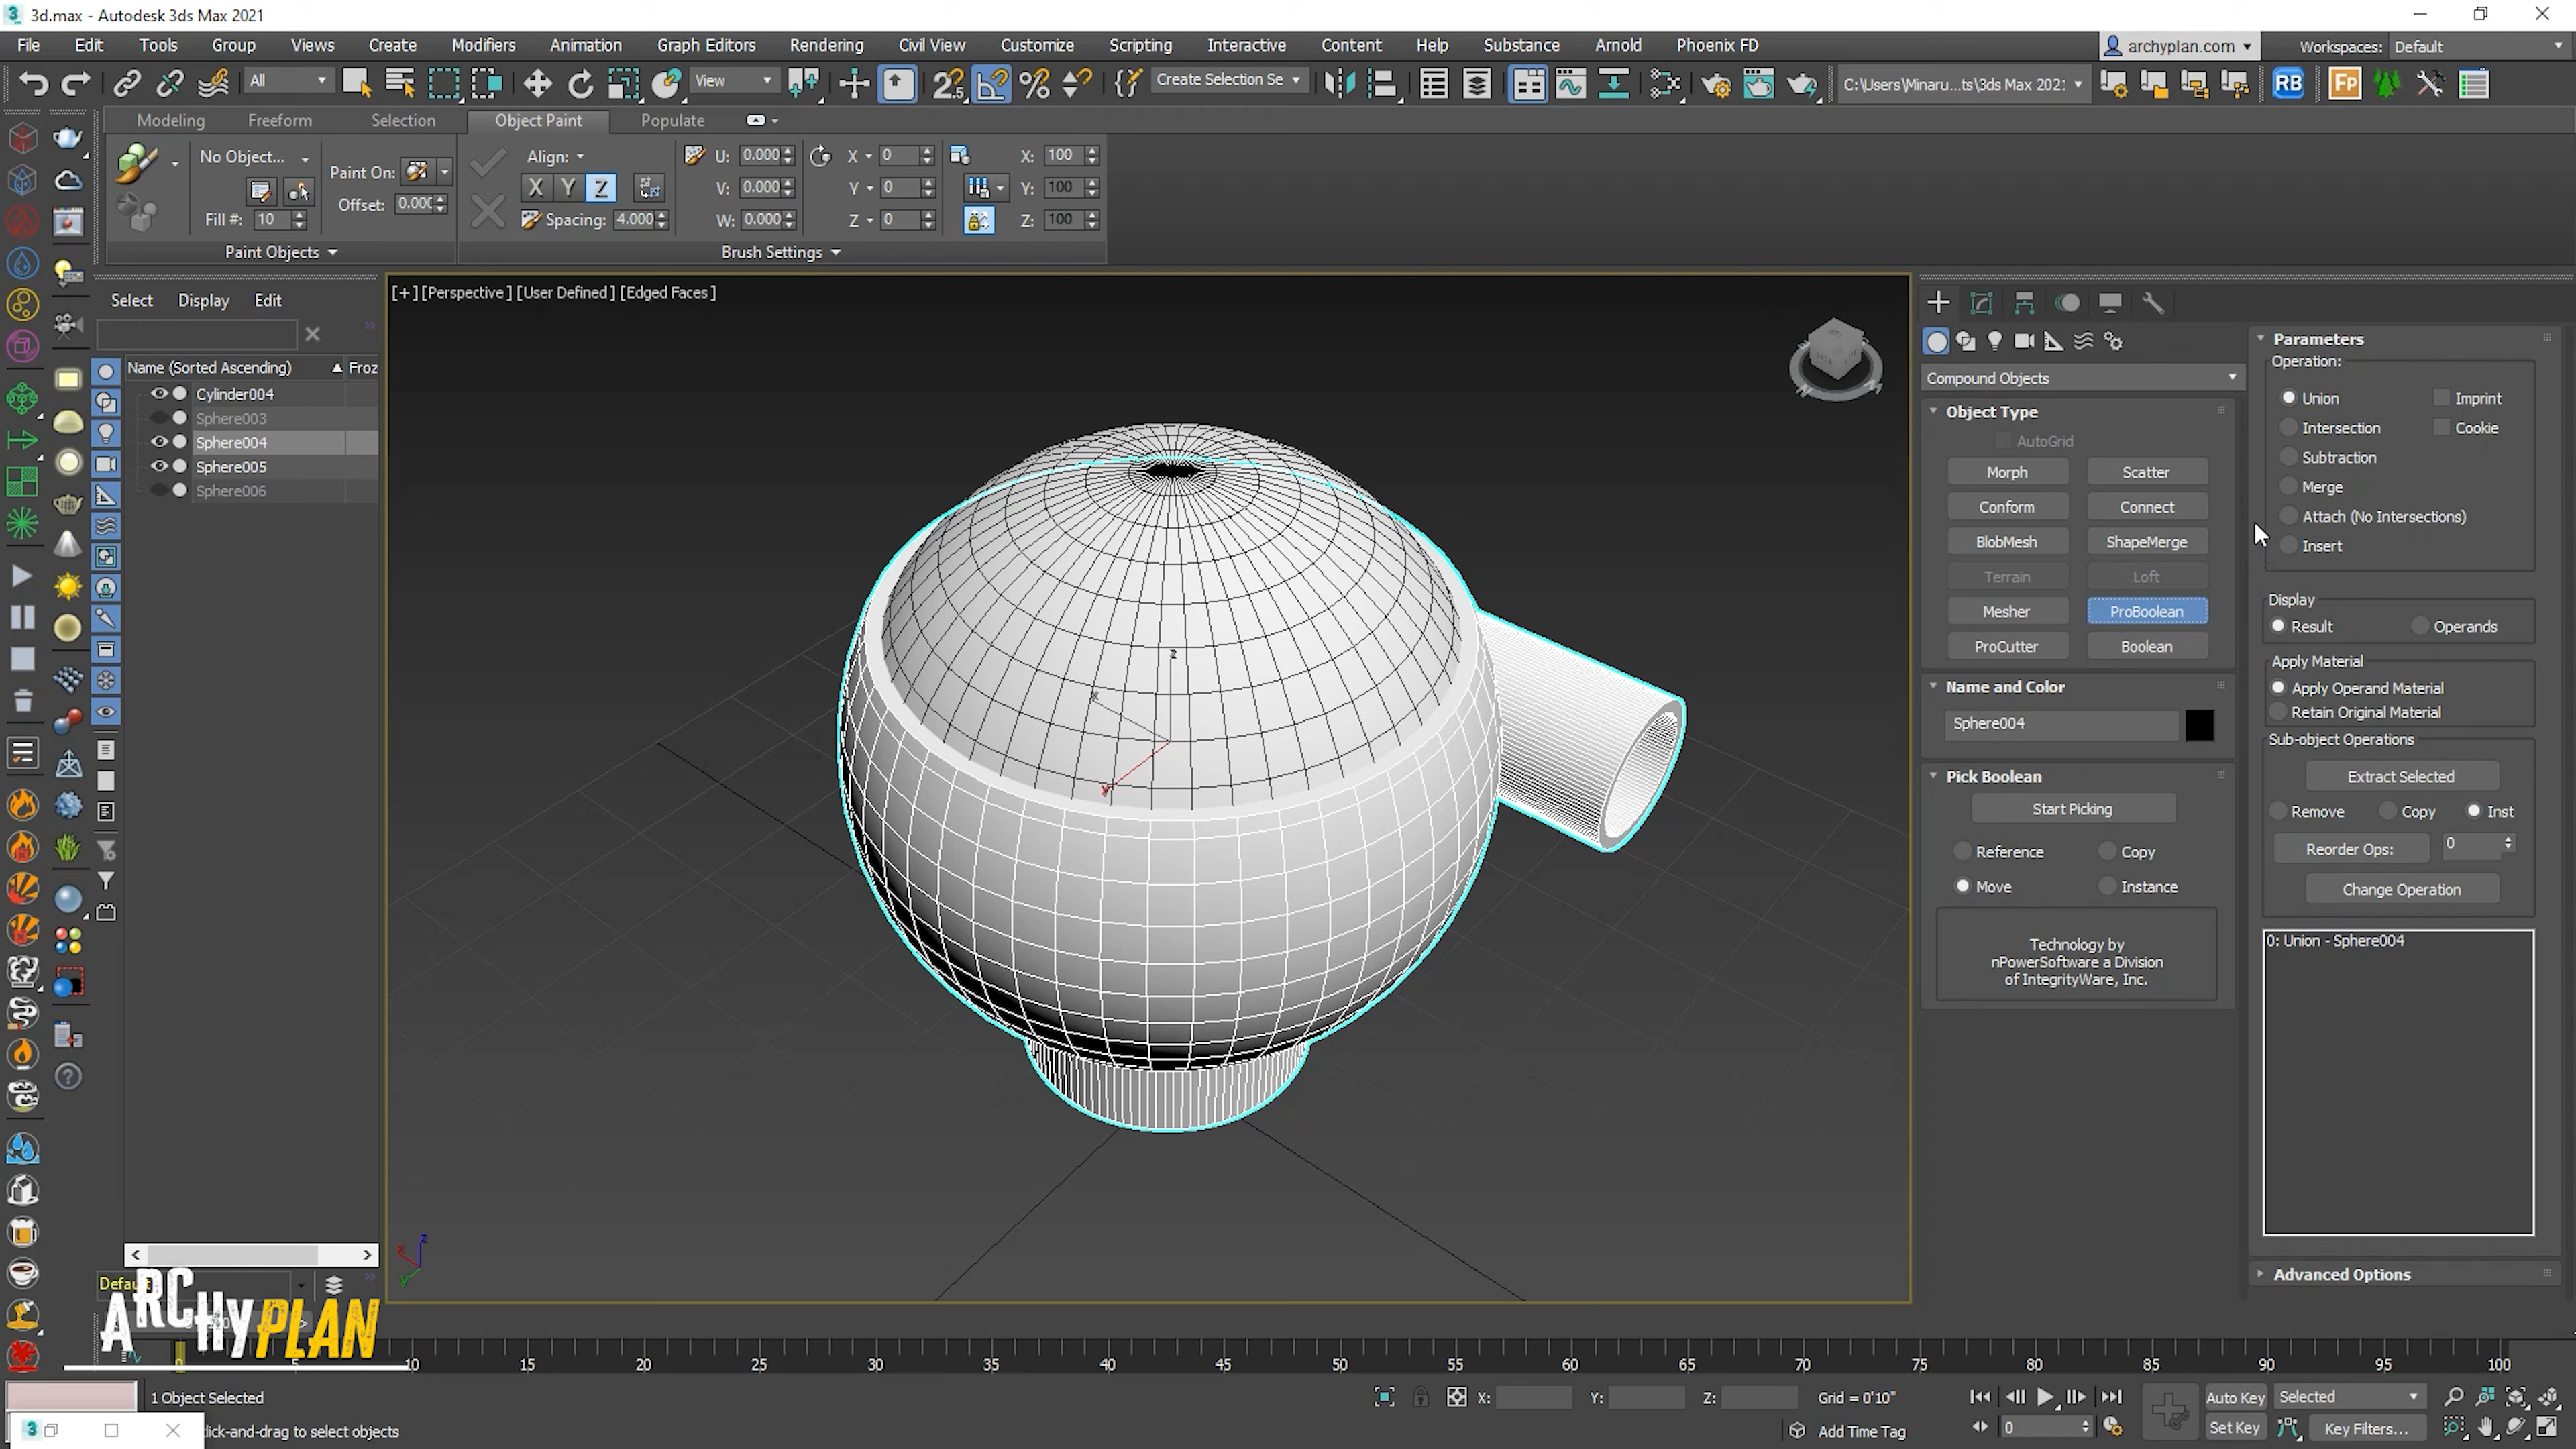 3d.max - Autodesk 3ds Max 2021
File Edit Tools Group Views Create Modifiers Animation Graph Editors Rendering Civil View Customize Scripting Interactive Content Help Substance Arnold Phoenix FD archyplan.com Workspaces: Default
All View Create Selection Se C:\Users\Minaru...ts\3ds Max 202: RB Fp
Modeling Freeform Selection Object Paint Populate
No Object... Paint On: Align: U: 0.000 X 0 X: 100
X Y Z V: 0.000 Y 0 Y: 100
Fill #: 10 Offset: 0.000 Spacing: 4.000 W: 0.000 Z 0 Z: 100
Paint Objects Brush Settings
Select Display Edit
Name (Sorted Ascending) Froz
Cylinder004
Sphere003
Sphere004
Sphere005
Sphere006
[+][Perspective][User Defined][Edged Faces]
z
x
y
Compound Objects
Object Type
AutoGrid
Morph Scatter
Conform Connect
BlobMesh ShapeMerge
Terrain Loft
Mesher ProBoolean
ProCutter Boolean
Name and Color
Sphere004
Pick Boolean
Start Picking
Reference Copy
Move Instance
Technology by
nPowerSoftware a Division
of IntegrityWare, Inc.
Parameters
Operation:
Union Imprint
Intersection Cookie
Subtraction
Merge
Attach (No Intersections)
Insert
Display
Result Operands
Apply Material
Apply Operand Material
Retain Original Material
Sub-object Operations
Extract Selected
Remove Copy Inst
Reorder Ops: 0
Change Operation
0: Union - Sphere004
Advanced Options
ARCHYPLAN
5 10 15 20 25 30 35 40 45 50 55 60 65 70 75 80 85 90 95 100
1 Object Selected
X: Y: Z: Grid = 0'10"
Auto Key Selected
lick-and-drag to select objects
Add Time Tag
0
Set Key Key Filters...